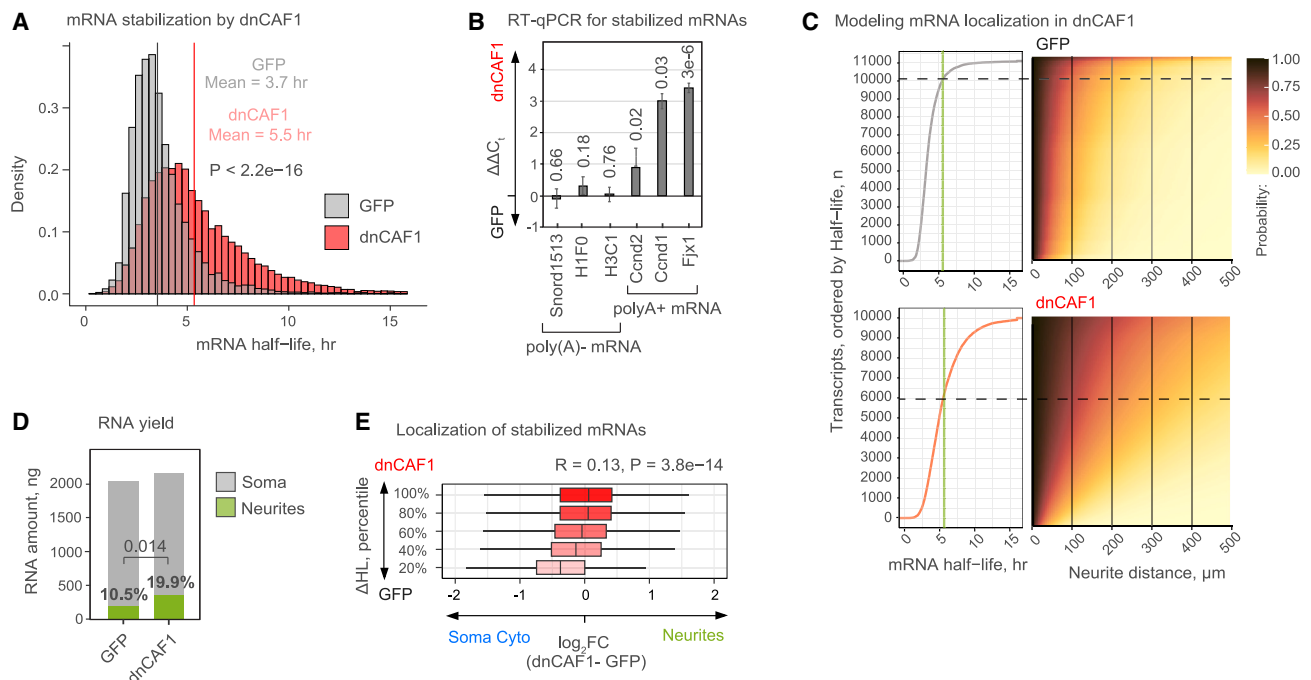 A
mRNA stabilization by dnCAF1
GFP
Mean = 3.7 hr
dnCAF1
Mean = 5.5 hr
P < 2.2e−16
GFP
dnCAF1
Density
0.3
0.2
0.1
0.0
0 5 10 15
mRNA half−life, hr
B
RT-qPCR for stabilized mRNAs
dnCAF1
ΔΔCt
GFP
4
3
2
1
0
-1
0.66
0.18
0.76
0.02
0.03
3e-6
Snord1513
H1F0
H3C1
Ccnd2
Ccnd1
Fjx1
polyA+ mRNA
poly(A)- mRNA
C
Modeling mRNA localization in dnCAF1
GFP
11000
10000
9000
8000
7000
6000
5000
4000
3000
2000
1000
0
0 5 10 15
0 100 200 300 400 500
1.00
0.75
0.50
0.25
0.00
Probability:
Transcripts, ordered by Half-life, n
dnCAF1
10000
9000
8000
7000
6000
5000
4000
3000
2000
1000
0
0 5 10 15
mRNA half-life, hr
0 100 200 300 400 500
Neurite distance, µm
D
RNA yield
RNA amount, ng
2000
1500
1000
500
0
0.014
10.5%
19.9%
GFP
dnCAF1
Soma
Neurites
E
Localization of stabilized mRNAs
dnCAF1
R = 0.13, P = 3.8e−14
ΔHL, percentile
100%
80%
60%
40%
20%
GFP
-2 -1 0 1 2
Soma Cyto
Neurites
log2FC
(dnCAF1- GFP)